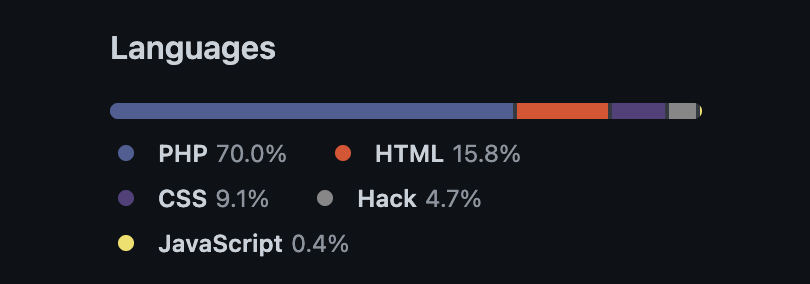 Languages
PHP 70.0% HTML 15.8%
CSS 9.1% Hack 4.7%
JavaScript 0.4%